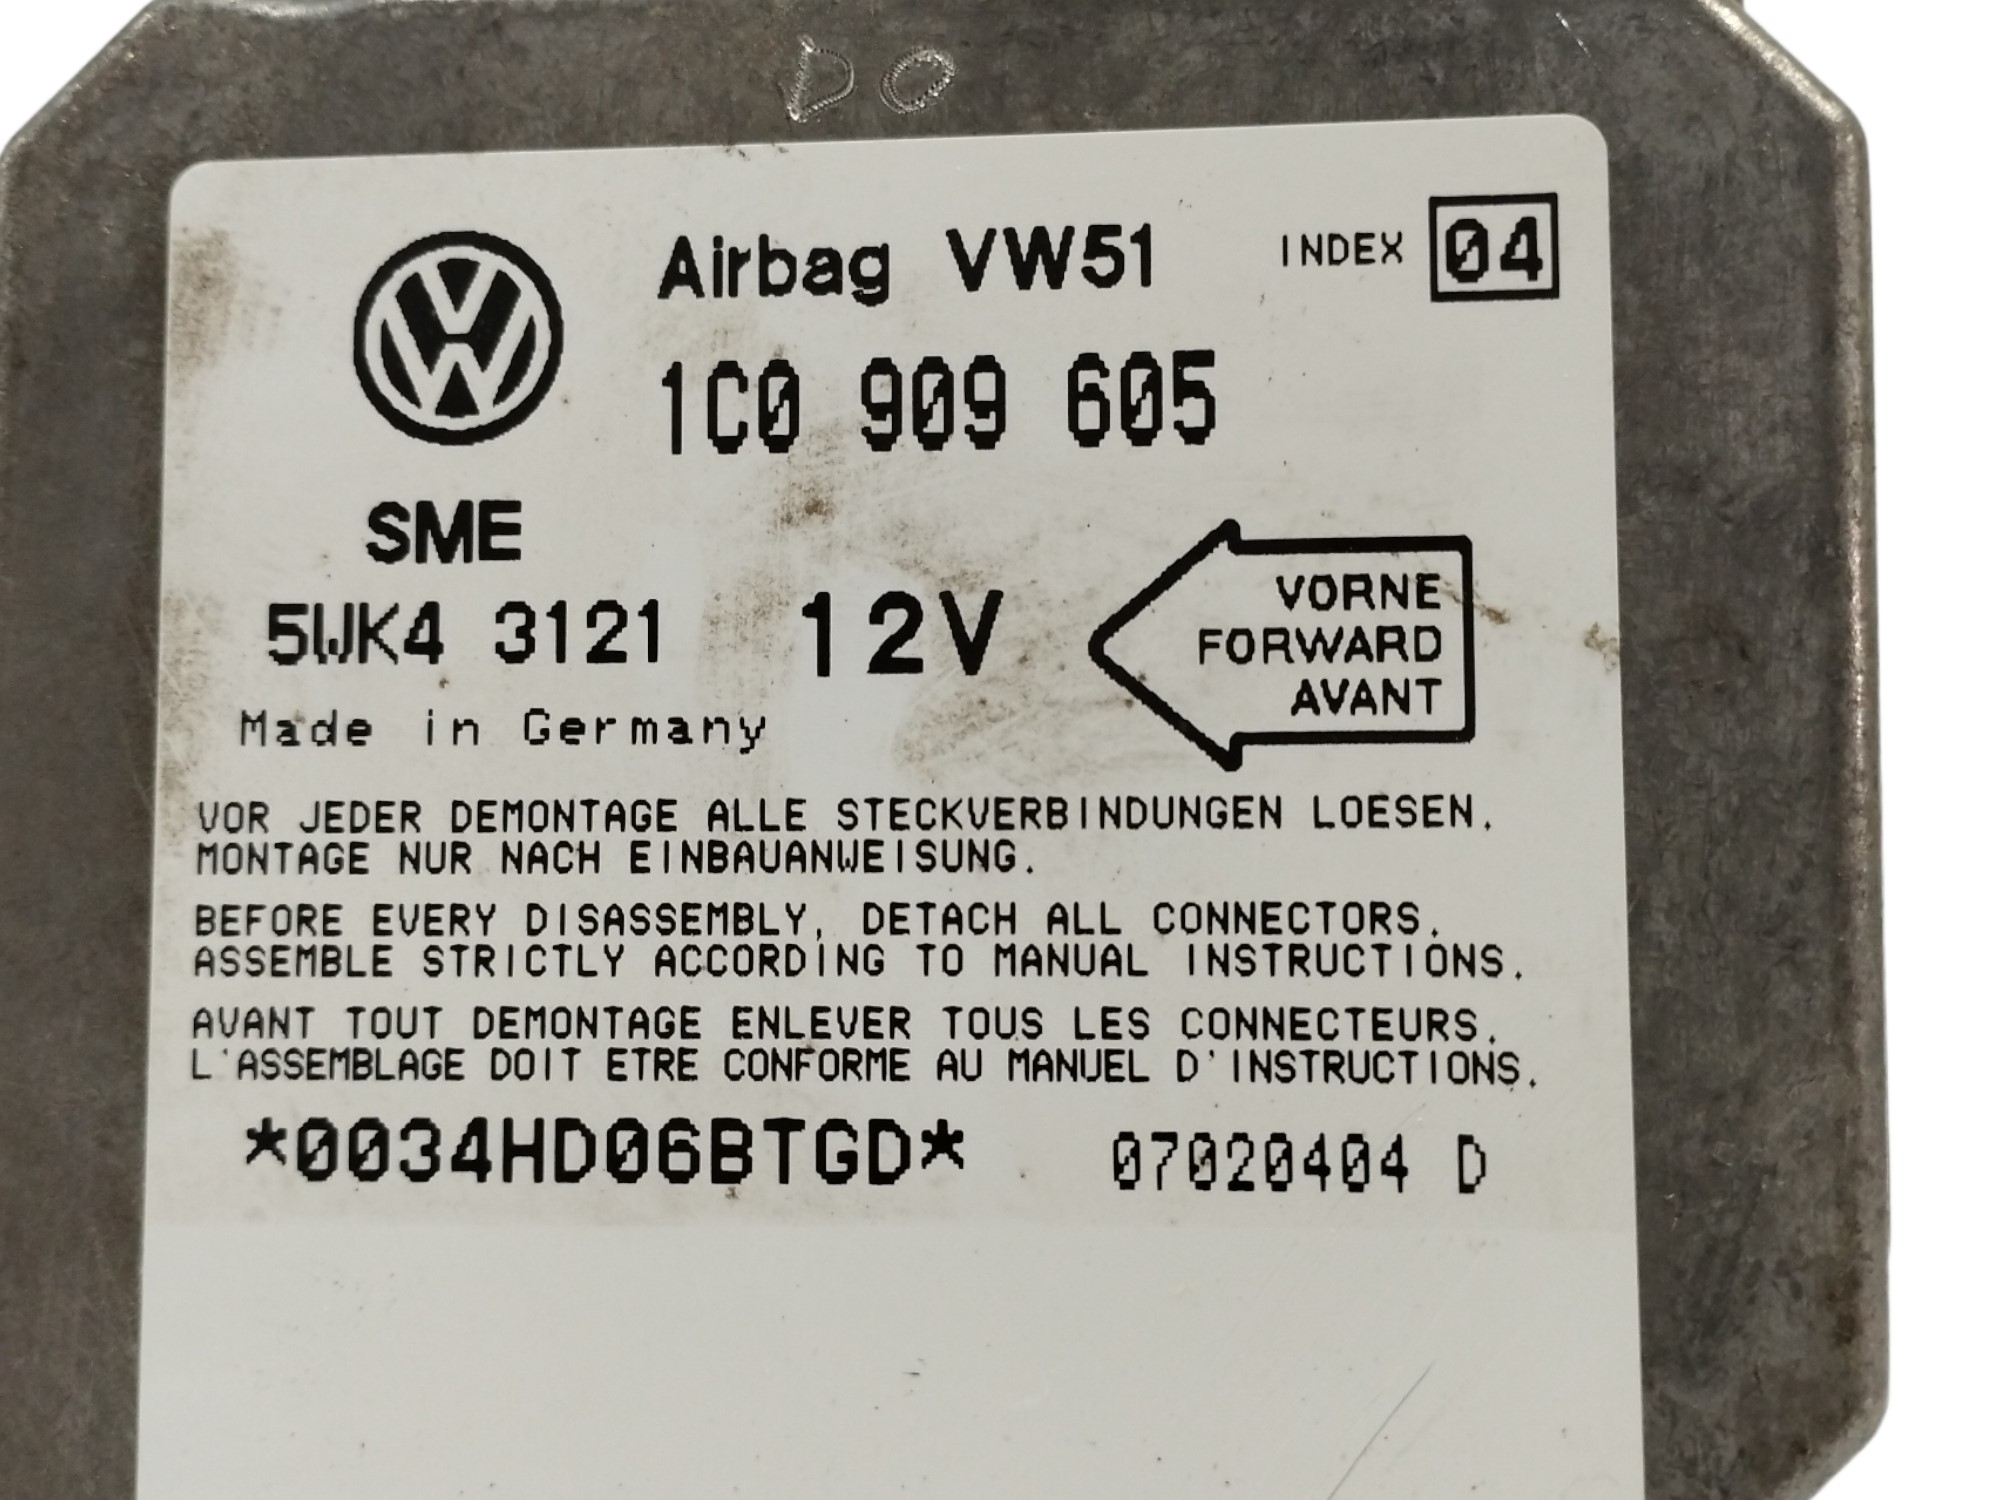 DO
Airbag VW51 INDEX 04
1C0 909 605
SME
5WK4 3121 12V
VORNE
FORWARD
AVANT
Made in Germany
VOR JEDER DEMONTAGE ALLE STECKVERBINDUNGEN LOESEN.
MONTAGE NUR NACH EINBAUANWEISUNG.
BEFORE EVERY DISASSEMBLY, DETACH ALL CONNECTORS.
ASSEMBLE STRICTLY ACCORDING TO MANUAL INSTRUCTIONS.
AVANT TOUT DEMONTAGE ENLEVER TOUS LES CONNECTEURS.
L'ASSEMBLAGE DOIT ETRE CONFORME AU MANUEL D'INSTRUCTIONS.
*0034HD06BTGD* 07020404 D